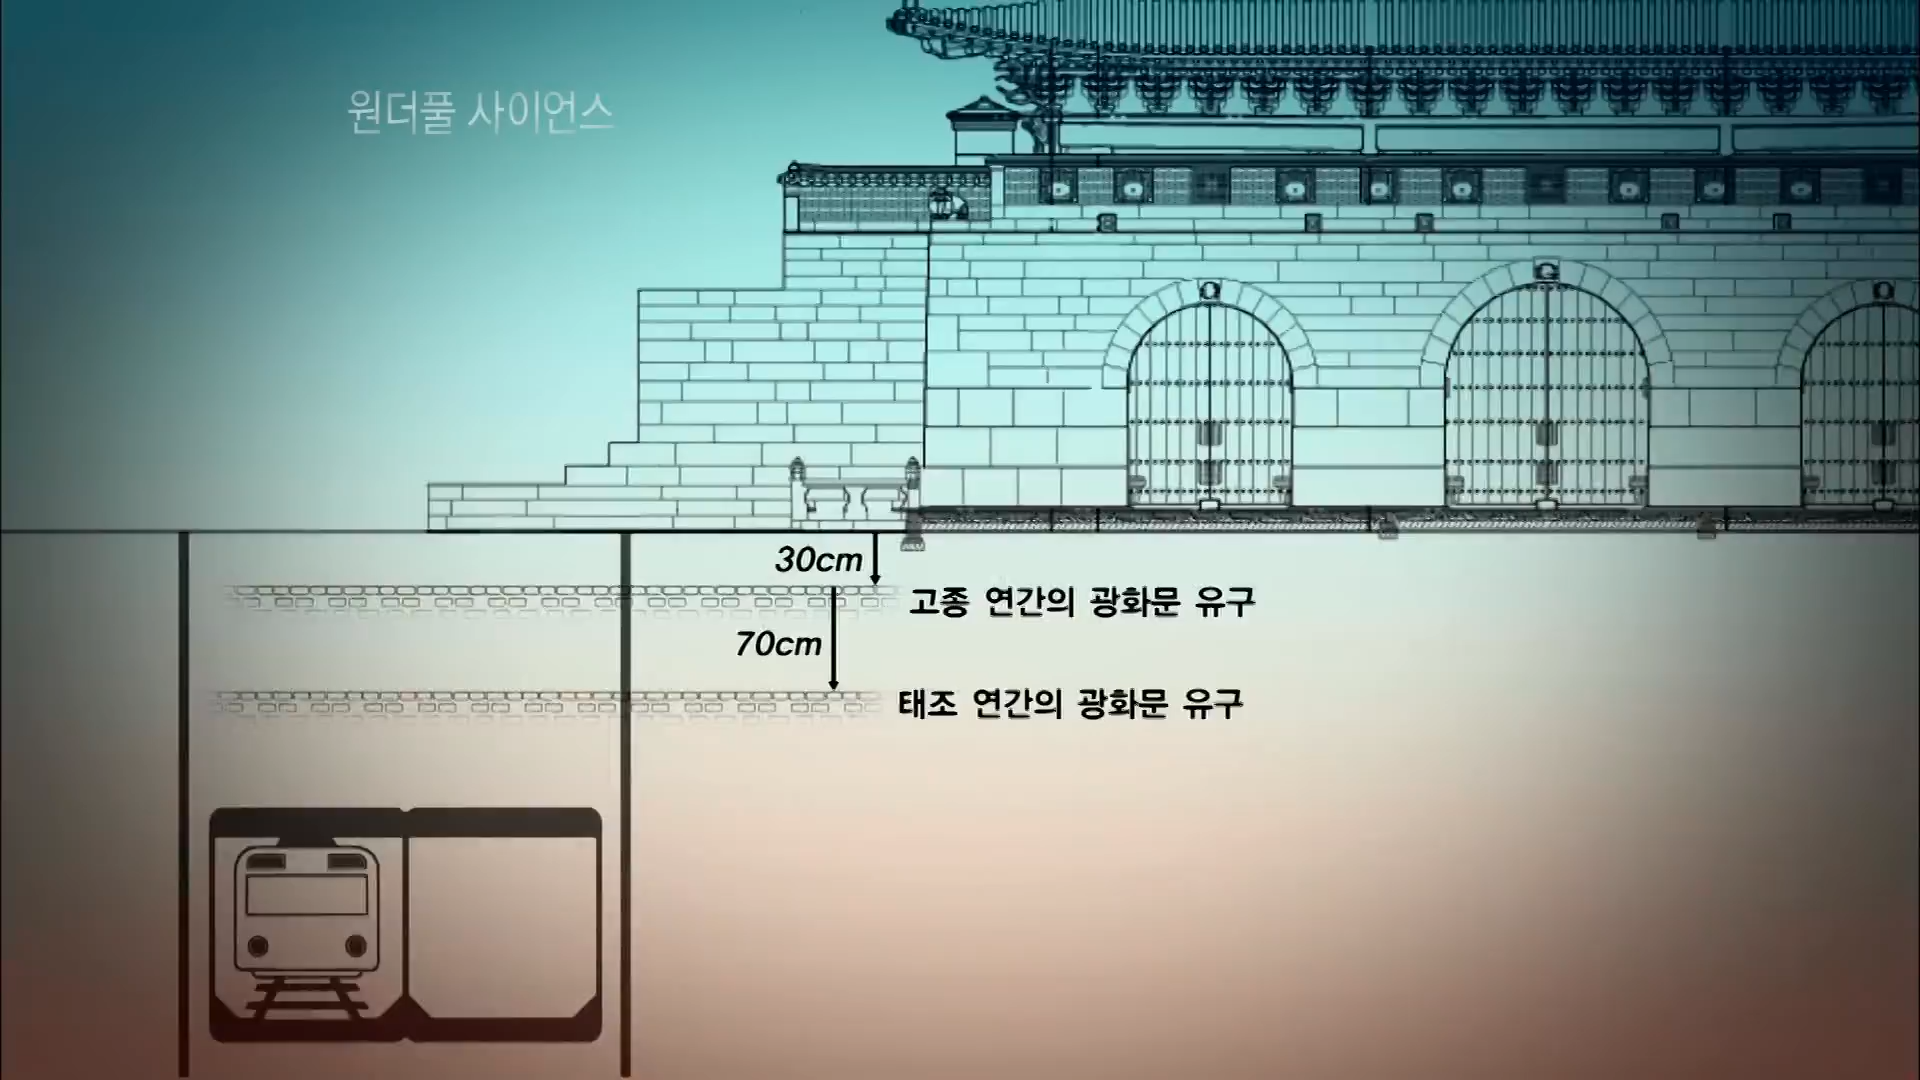 원더풀 사이언스
30cm
고종 연간의 광화문 유구
70cm
태조 연간의 광화문 유구